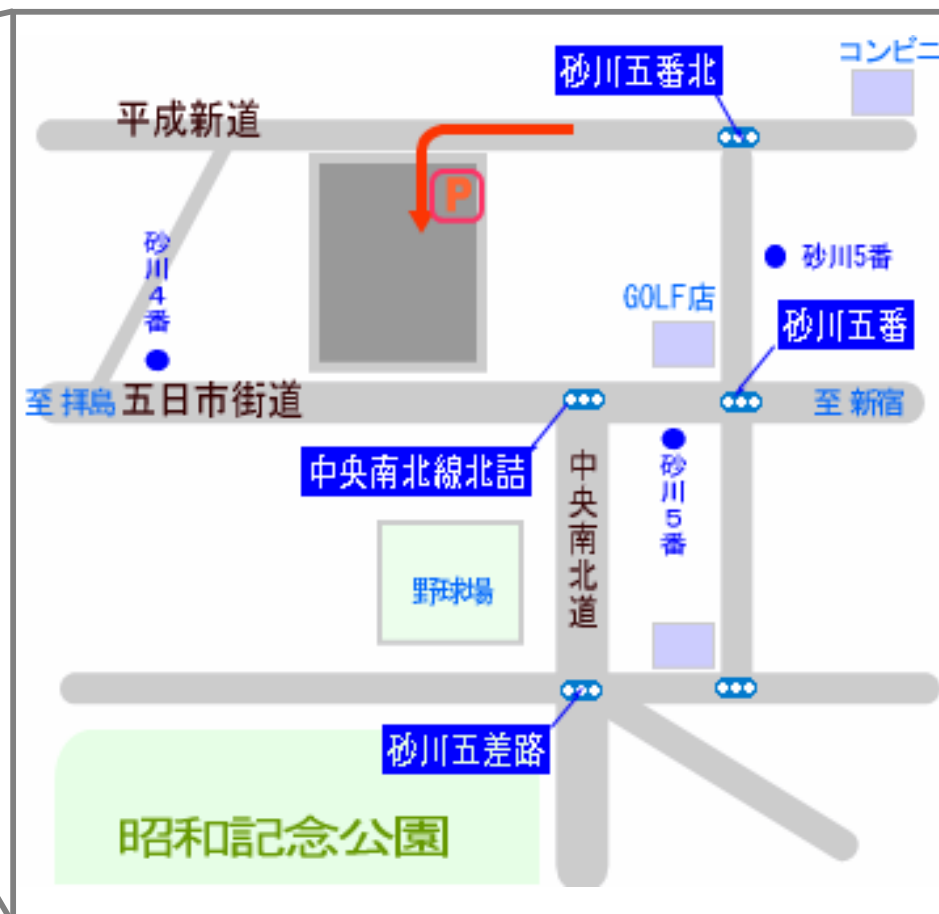 コンビニ
砂川五番北
平成新道
P
砂川4番
砂川5番
GOLF店
砂川五番
至 拝島
五日市街道
至 新宿
中央南北線北詰
中央南北道
砂川5番
野球場
砂川五差路
昭和記念公園